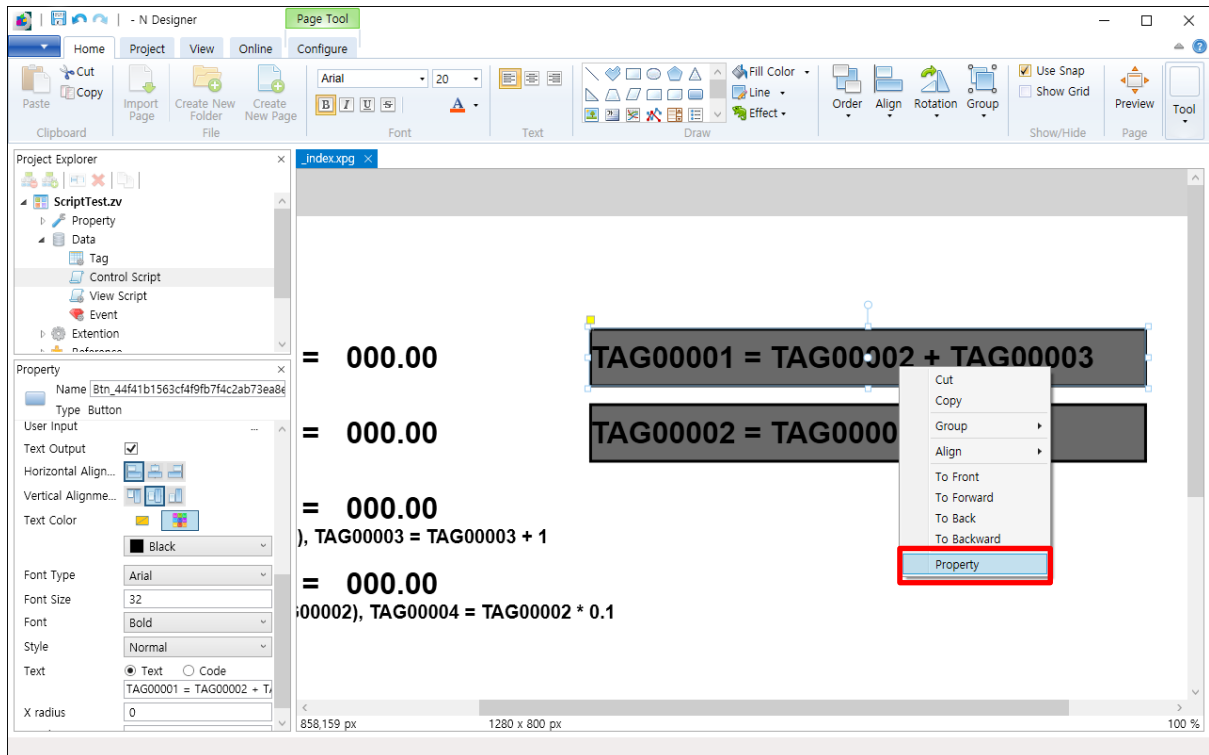 - N Designer
Page Tool
Home Project View Online Configure
Paste
Cut
Copy
Clipboard
Import Page
Create New Folder
Create New Page
File
Arial 20
B I U S A
Font
Text
Fill Color
Line
Effect
Draw
Order Align Rotation Group
Use Snap
Show Grid
Show/Hide
Preview
Page
Tool
Project Explorer
_index.xpg
ScriptTest.zv
Property
Data
Tag
Control Script
View Script
Event
Extention
Property
Name Btn_44f41b1563cf4f9fb7f4c2ab73ea8e
Type Button
User Input ...
Text Output
Horizontal Align...
Vertical Alignme...
Text Color
Black
Font Type Arial
Font Size 32
Font Bold
Style Normal
Text Text Code
TAG00001 = TAG00002 + TA
X radius 0
= 000.00
TAG00001 = TAG00002 + TAG00003
= 000.00
TAG00002 = TAG0000
= 000.00
), TAG00003 = TAG00003 + 1
= 000.00
00002), TAG00004 = TAG00002 * 0.1
Cut
Copy
Group
Align
To Front
To Forward
To Back
To Backward
Property
858,159 px 1280 x 800 px 100 %